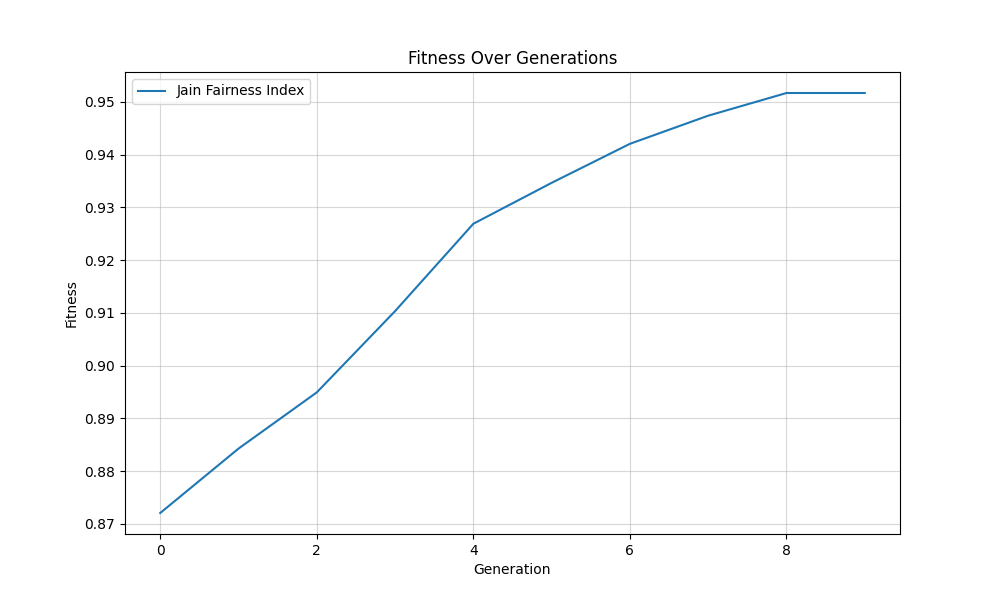 Fitness Over Generations
Jain Fairness Index
0.95
0.94
0.93
0.92
0.91
0.90
0.89
0.88
0.87
Fitness
0 2 4 6 8
Generation